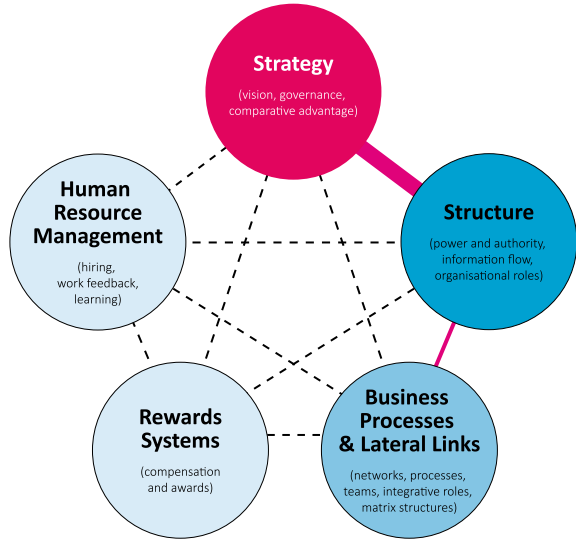 Strategy
(vision, governance,
comparative advantage)
Human
Resource
Management
(hiring,
work feedback,
learning)
Structure
(power and authority,
information flow,
organisational roles)
Rewards
Systems
(compensation
and awards)
Business
Processes
& Lateral Links
(networks, processes,
teams, integrative roles,
matrix structures)